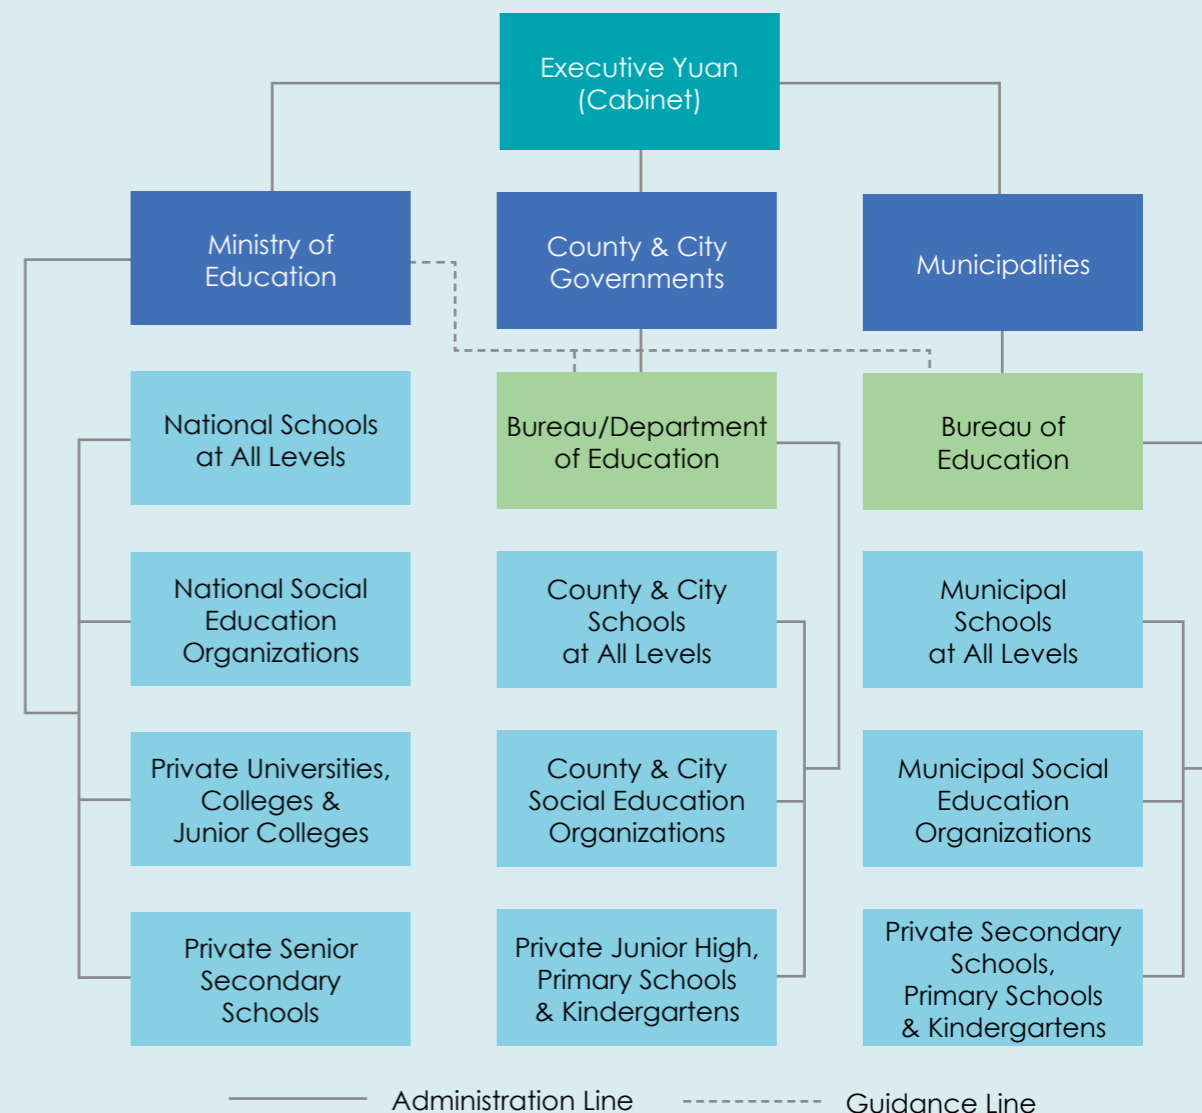 Executive Yuan
(Cabinet)
Ministry of
Education
County & City
Governments
Municipalities
National Schools
at All Levels
Bureau/Department
of Education
Bureau of
Education
National Social
Education
Organizations
County & City
Schools
at All Levels
Municipal
Schools
at All Levels
Private Universities,
Colleges &
Junior Colleges
County & City
Social Education
Organizations
Municipal Social
Education
Organizations
Private Senior
Secondary
Schools
Private Junior High,
Primary Schools
& Kindergartens
Private Secondary
Schools,
Primary Schools
& Kindergartens
Administration Line
Guidance Line